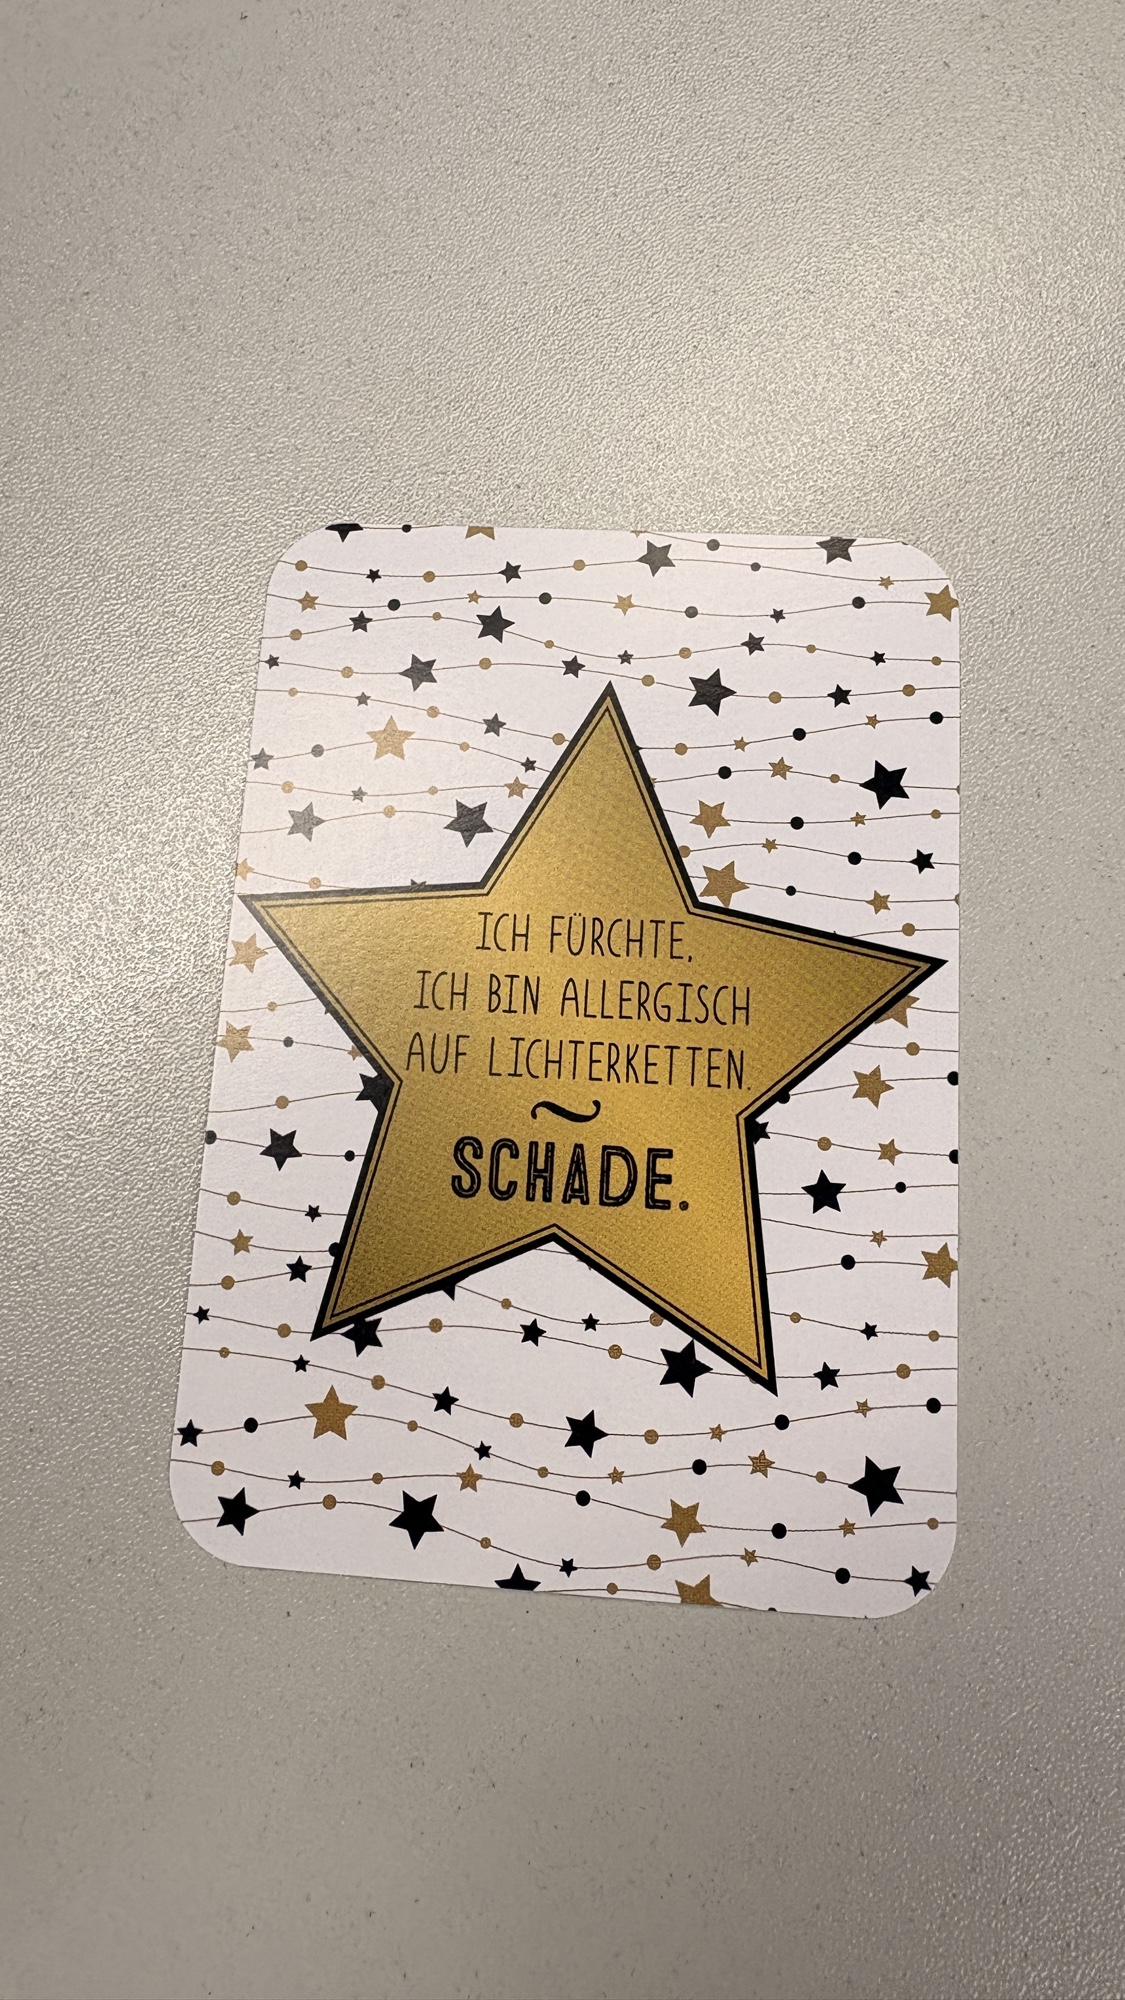 ICH FÜRCHTE,
ICH BIN ALLERGISCH
AUF LICHTERKETTEN.
~
SCHADE.